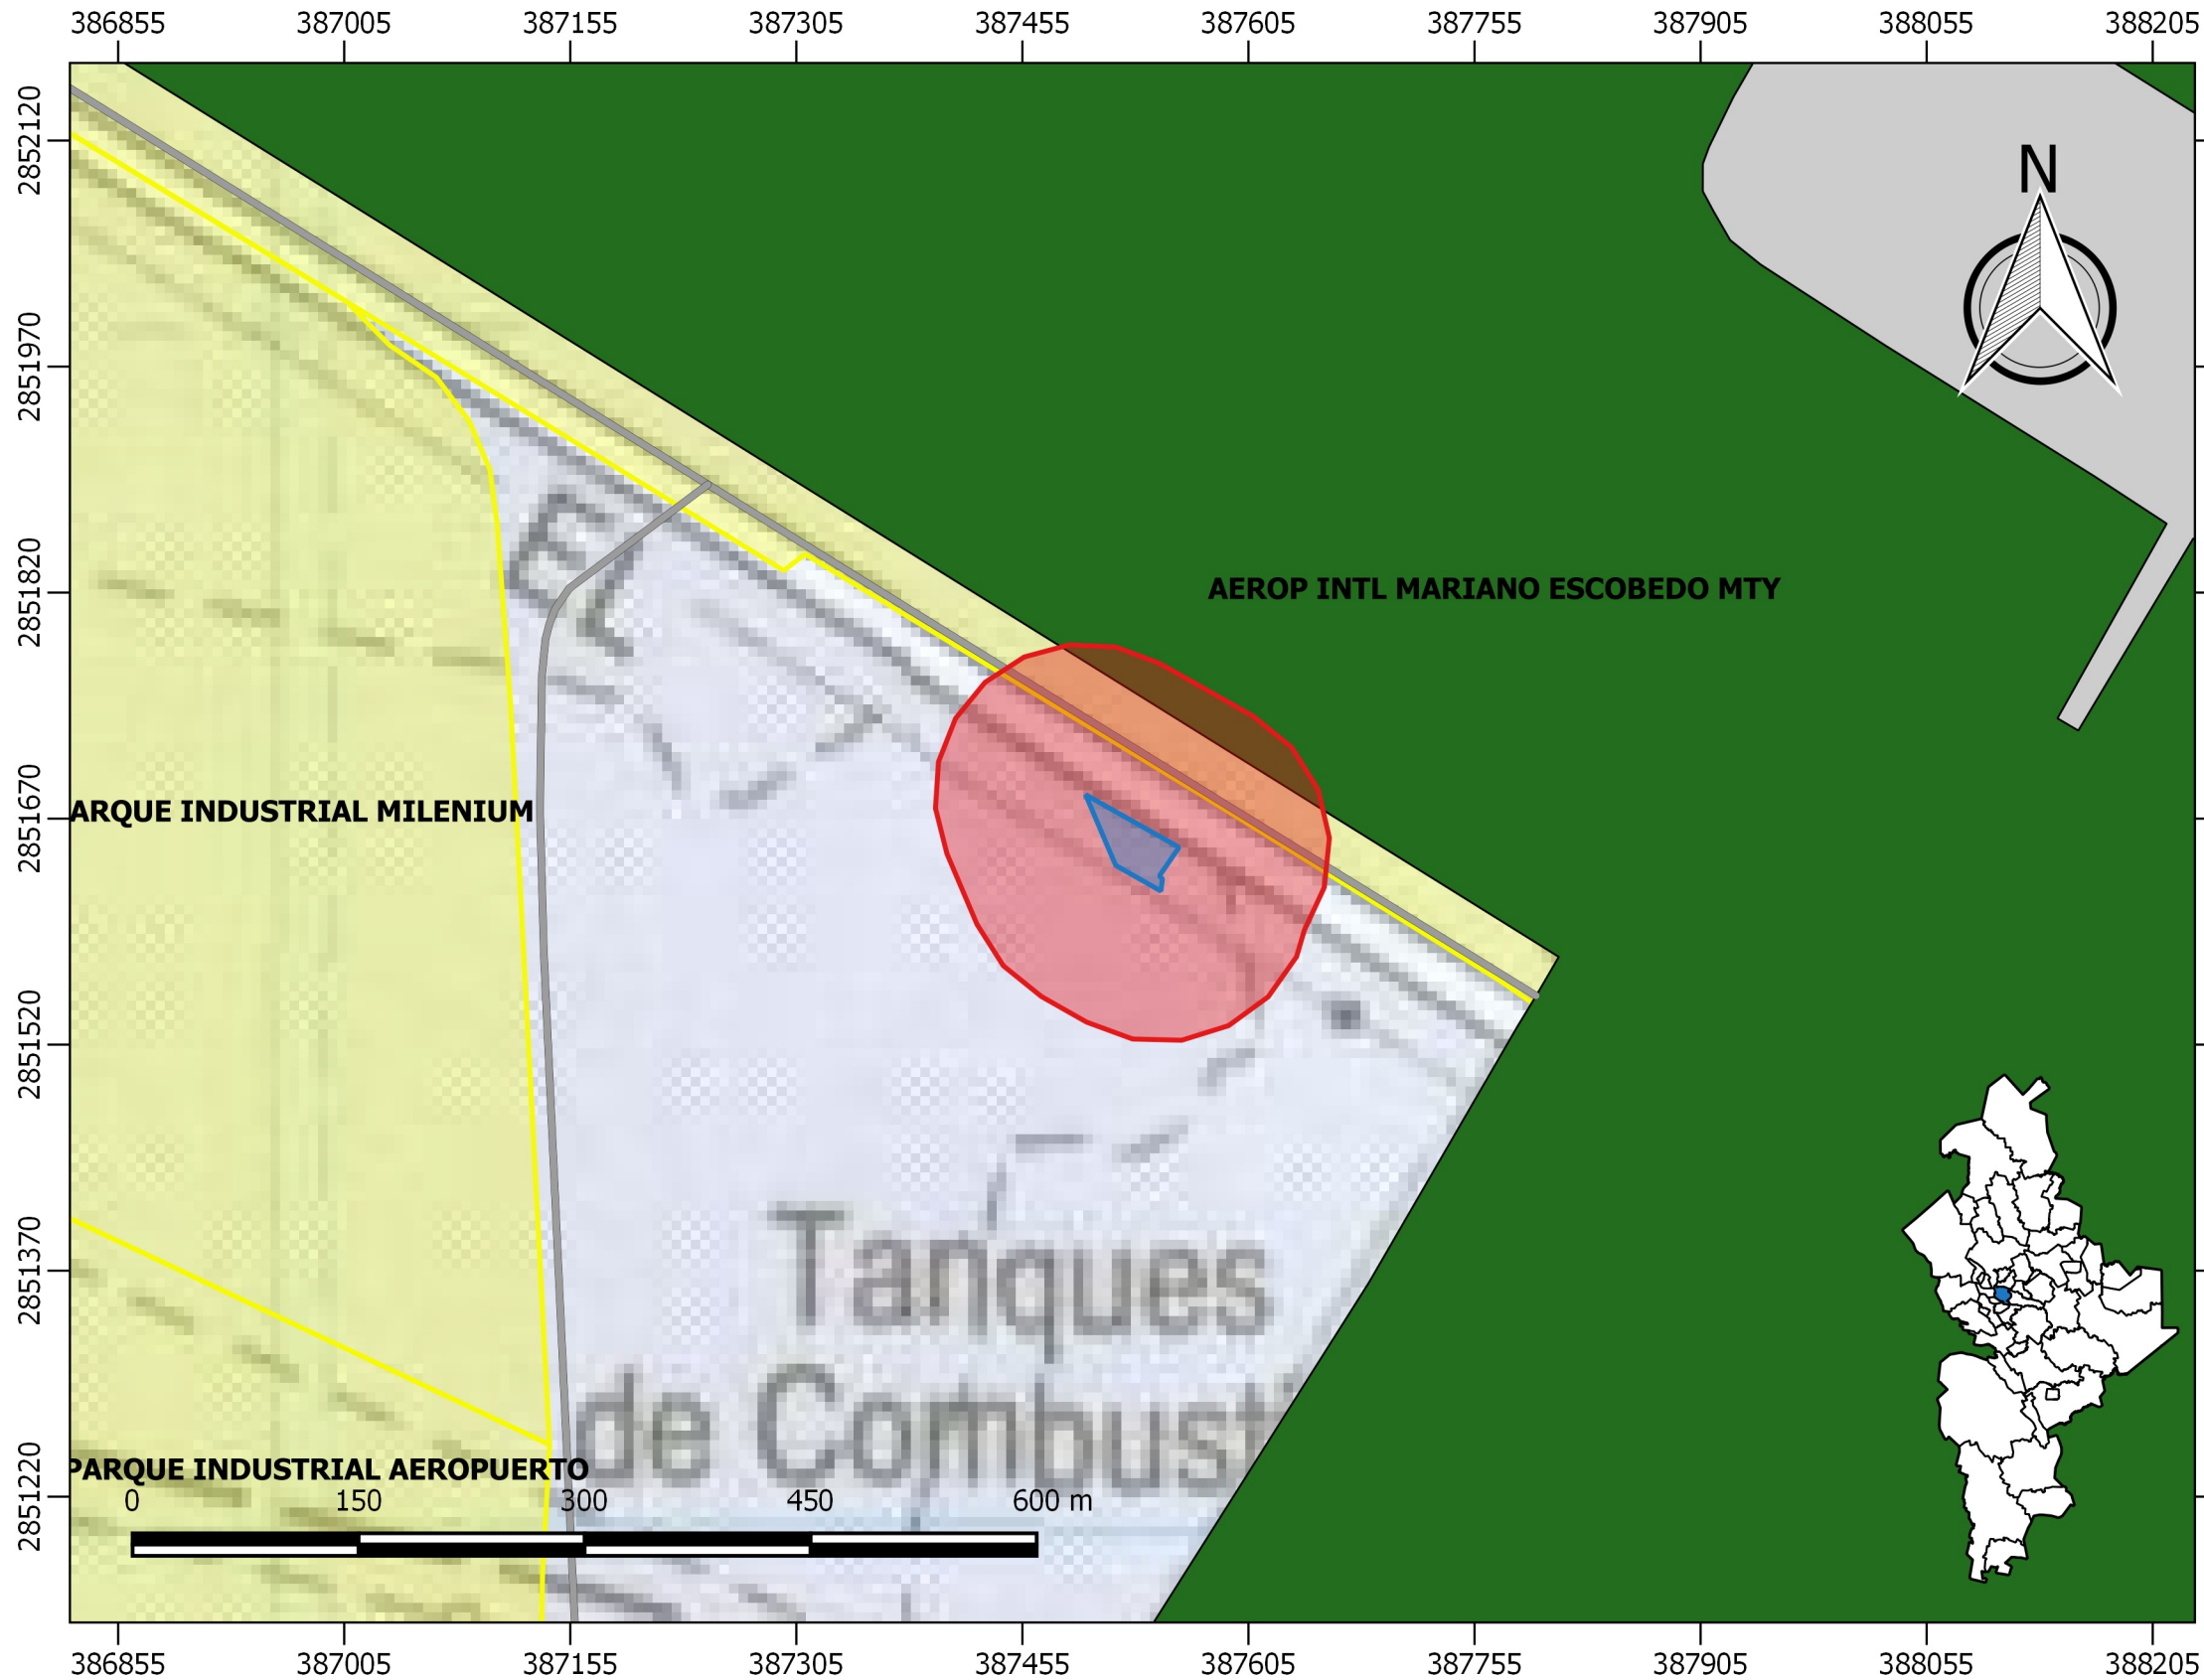 386855 387005 387155 387305 387455 387605 387755 387905 388055 388205
2852120
2851970
2851820
2851670
2851520
2851370
2851220
N
AEROP INTL MARIANO ESCOBEDO MTY
ARQUE INDUSTRIAL MILENIUM
Tanques
de Combust
PARQUE INDUSTRIAL AEROPUERTO
0 150 300 450 600 m
386855 387005 387155 387305 387455 387605 387755 387905 388055 388205